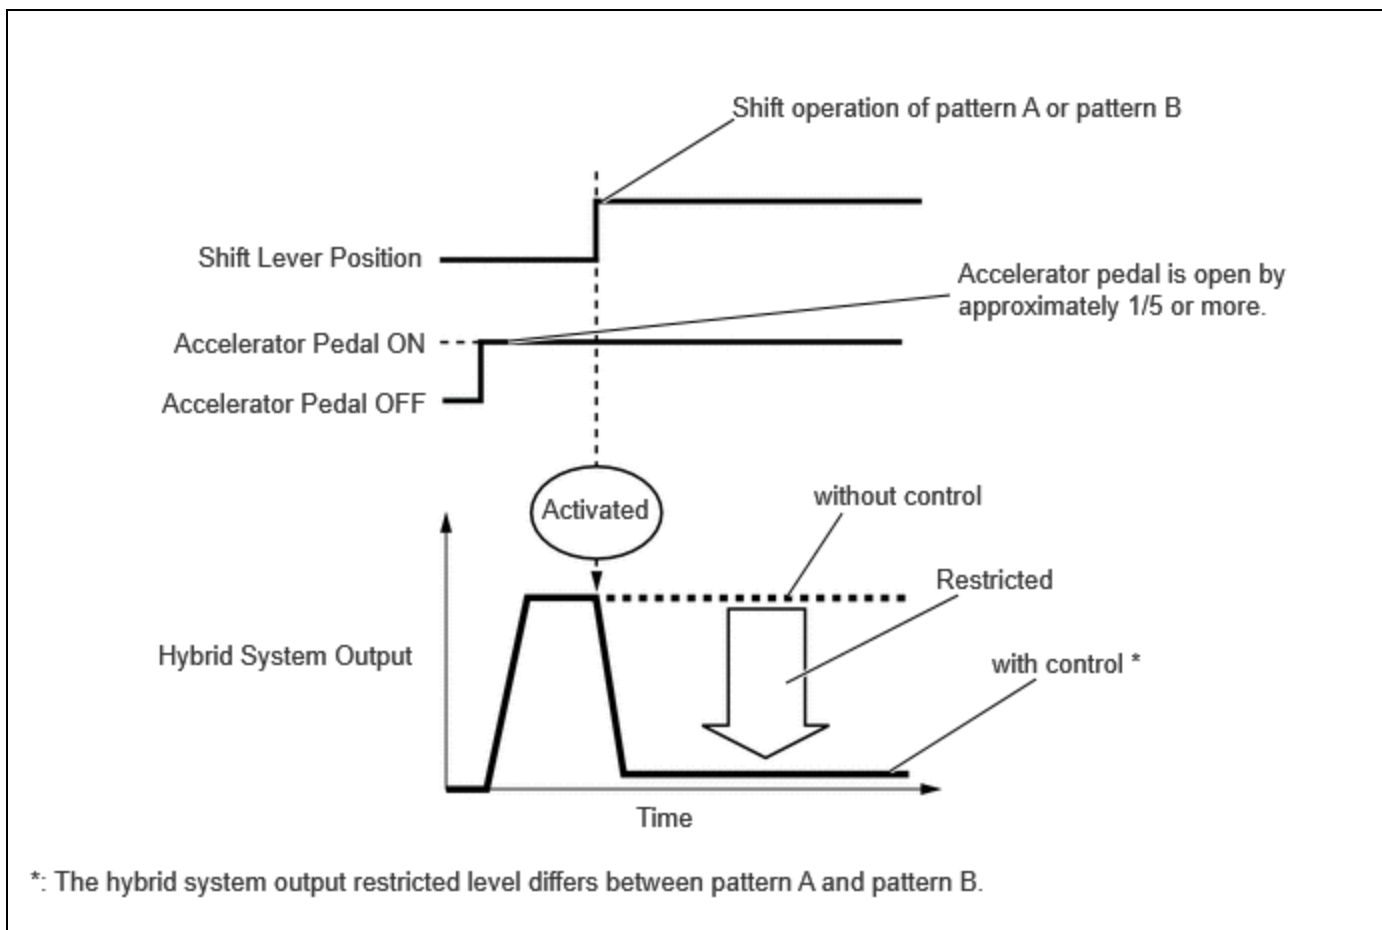 Shift operation of pattern A or pattern B
Shift Lever Position
Accelerator pedal is open by
approximately 1/5 or more.
Accelerator Pedal ON
Accelerator Pedal OFF
Activated
without control
Restricted
Hybrid System Output
with control *
Time
*: The hybrid system output restricted level differs between pattern A and pattern B.